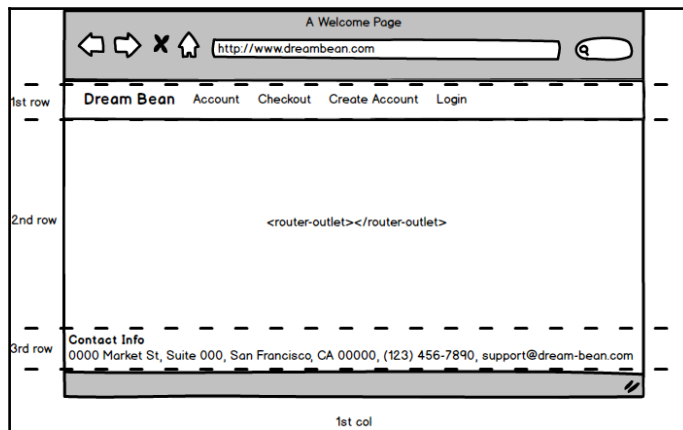 A Welcome Page
http://www.dreambean.com
1st row
Dream Bean Account Checkout Create Account Login
2nd row
<router-outlet></router-outlet>
3rd row
Contact Info
0000 Market St, Suite 000, San Francisco, CA 00000, (123) 456-7890, support@dream-bean.com
1st col